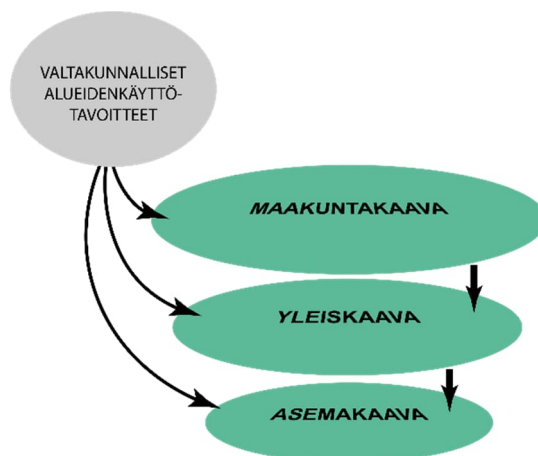 VALTAKUNNALLISET
ALUEIDENKÄYTTÖ-
TAVOITTEET
MAAKUNTAKAAVA
YLEISKAAVA
ASEMAKAAVA